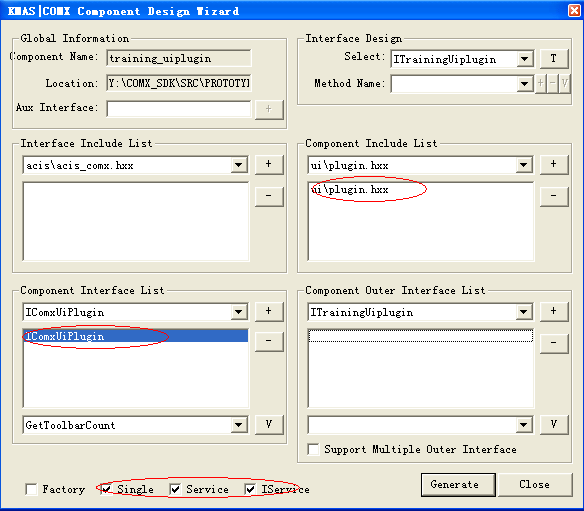 KMAS|COMX Component Design Wizard
Global Information
Component Name: training_uiplugin
Location: Y:\COMX_SDK\SRC\PROTOTYP
Aux Interface:
+
Interface Design
Select: ITrainingUiplugin
T
Method Name:
+ - V
Interface Include List
acis\acis_comx.hxx
+
-
Component Include List
ui\plugin.hxx
+
ui\plugin.hxx
-
Component Interface List
IComxUiPlugin
+
IComxUiPlugin
-
GetToolbarCount
V
Component Outer Interface List
ITrainingUiplugin
+
-
V
Support Multiple Outer Interface
Factory Single Service IService
Generate Close